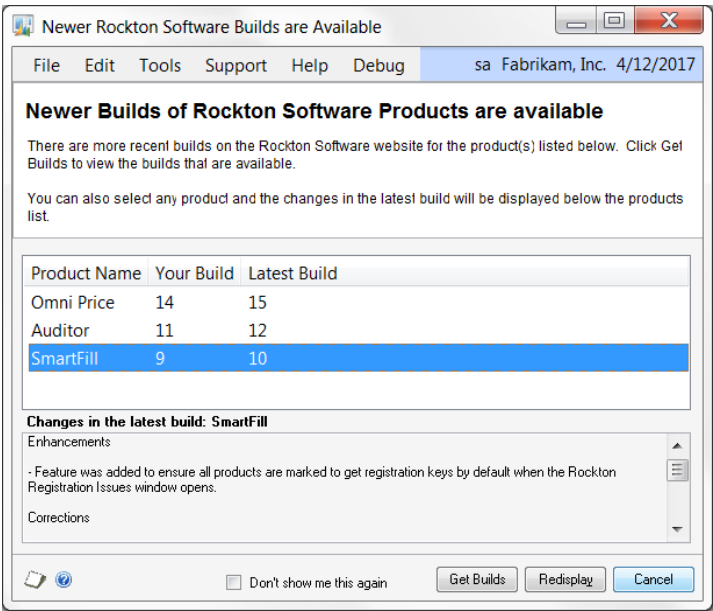 Newer Rockton Software Builds are Available
File Edit Tools Support Help Debug sa Fabrikam, Inc. 4/12/2017
Newer Builds of Rockton Software Products are available
There are more recent builds on the Rockton Software website for the product(s) listed below. Click Get
Builds to view the builds that are available.
You can also select any product and the changes in the latest build will be displayed below the products
list.
Product Name Your Build Latest Build
Omni Price 14 15
Auditor 11 12
SmartFill 9 10
Changes in the latest build: SmartFill
Enhancements
- Feature was added to ensure all products are marked to get registration keys by default when the Rockton
Registration Issues window opens.
Corrections
Don't show me this again Get Builds Redisplay Cancel